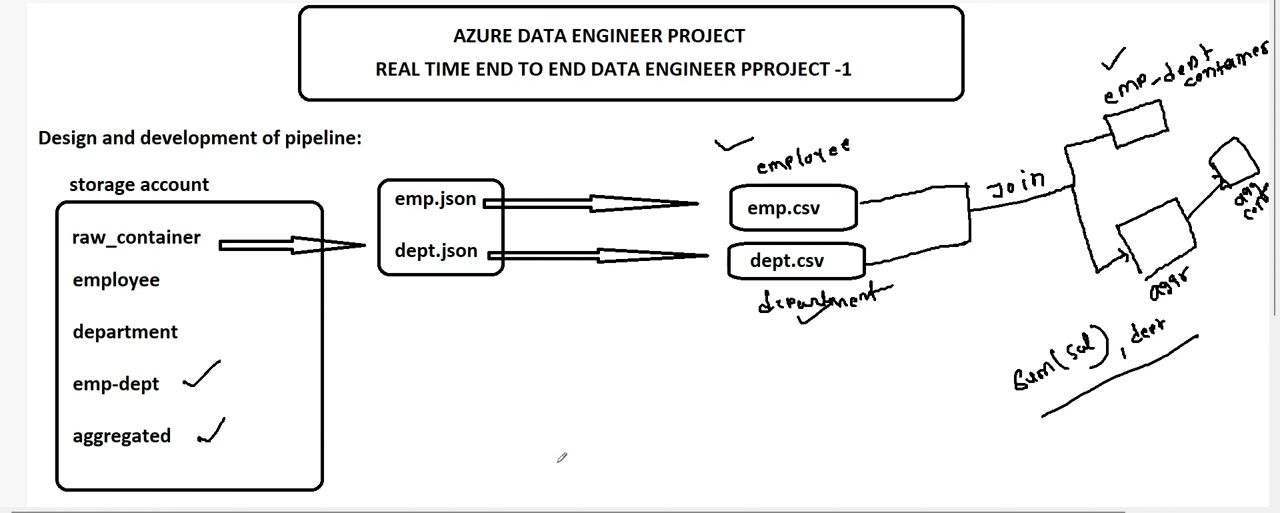 AZURE DATA ENGINEER PROJECT
REAL TIME END TO END DATA ENGINEER PPROJECT -1
Design and development of pipeline:
storage account
raw_container
employee
department
emp-dept
aggregated
emp.json
dept.json
employee
emp.csv
dept.csv
department
Join
emp-dept
container
aggr
Sum(sal), dept